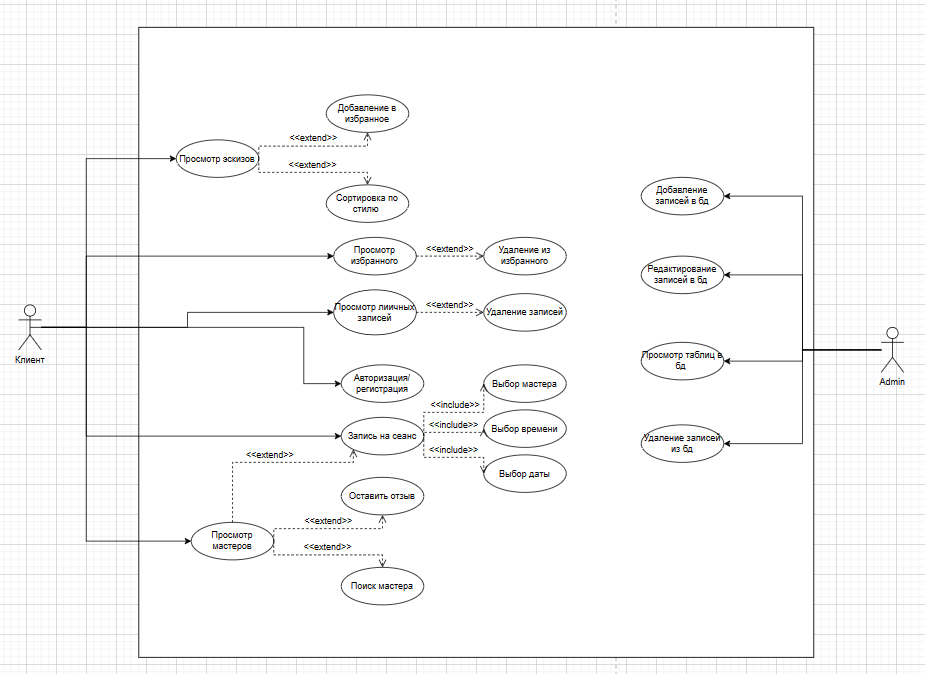 Добавление в
избранное
<<extend>>
Просмотр эскизов
<<extend>>
Сортировка по
стилю
Просмотр
избранного
<<extend>>
Удаление из
избранного
Просмотр лиичных
записей
<<extend>>
Удаление записей
Клиент
Авторизация/
регистрация
Запись на сеанс
<<include>>
Выбор мастера
<<include>>
Выбор времени
<<include>>
Выбор даты
<<extend>>
Просмотр
мастеров
<<extend>>
Оставить отзыв
<<extend>>
Поиск мастера
Добавление
записей в бд
Редактирование
записей в бд
Просмотр таблиц в
бд
Удаление записей
из бд
Admin